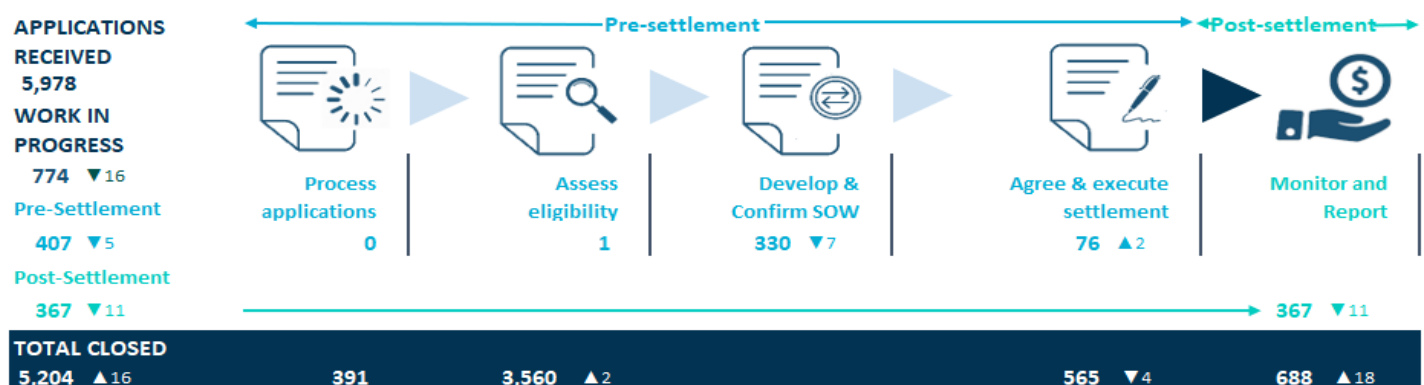 Pre-settlement
Post-settlement
APPLICATIONS
RECEIVED
5,978
WORK IN
PROGRESS
774 ▼16
Pre-Settlement
407 ▼5
Post-Settlement
367 ▼11
$
Process
applications
0
Assess
eligibility
1
Develop &
Confirm SOW
330 ▼7
Agree & execute
settlement
76 ▲2
Monitor and
Report
367 ▼11
TOTAL CLOSED
5,204 ▲16 391 3,560 ▲2 565 ▼4 688 ▲18